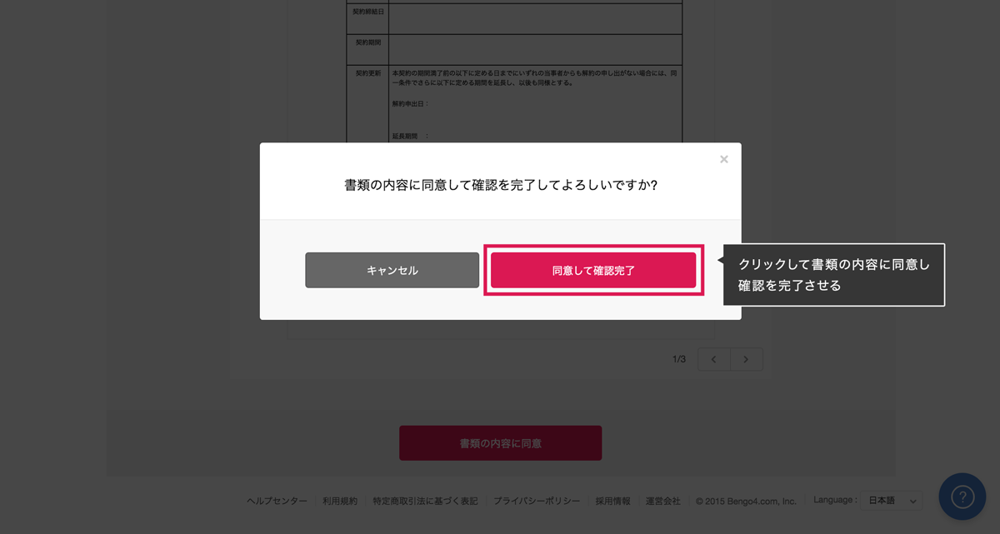 契約締結日
契約期間
契約更新
本契約の期間満了前の以下に定める日までにいずれの当事者からも解約の申し出がない場合には、同
一条件でさらに以下に定める期間を延長し、以後も同様とする。
解約申出日：
延長期間　：
×
書類の内容に同意して確認を完了してよろしいですか?
キャンセル
同意して確認完了
クリックして書類の内容に同意し
確認を完了させる
1/3
書類の内容に同意
ヘルプセンター
利用規約
特定商取引法に基づく表記
プライバシーポリシー
採用情報
運営会社
© 2015 Bengo4.com, Inc.
Language :
日本語
?